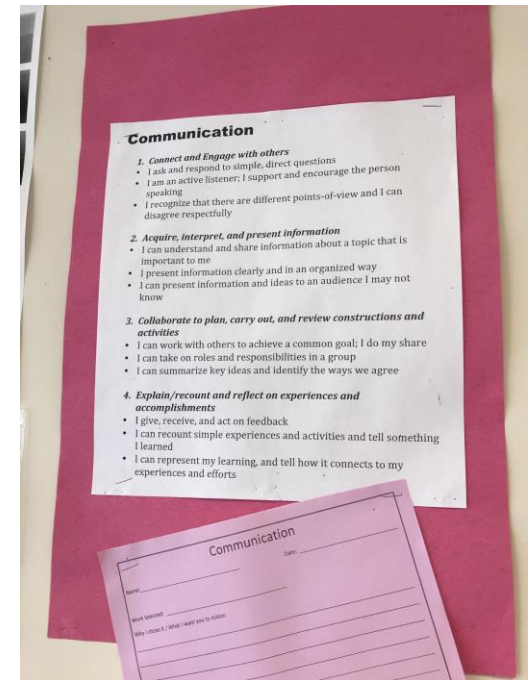 Communication
1. Connect and Engage with others
• I ask and respond to simple, direct questions
• I am an active listener; I support and encourage the person
speaking
• I recognize that there are different points-of-view and I can
disagree respectfully
2. Acquire, interpret, and present information
• I can understand and share information about a topic that is
important to me
• I present information clearly and in an organized way
• I can present information and ideas to an audience I may not
know
3. Collaborate to plan, carry out, and review constructions and
activities
• I can work with others to achieve a common goal; I do my share
• I can take on roles and responsibilities in a group
• I can summarize key ideas and identify the ways we agree
4. Explain/recount and reflect on experiences and
accomplishments
• I give, receive, and act on feedback
• I can recount simple experiences and activities and tell something
I learned
• I can represent my learning, and tell how it connects to my
experiences and efforts
Communication
Name: Date:
Work Selected:
Why I chose it / What I want you to notice: